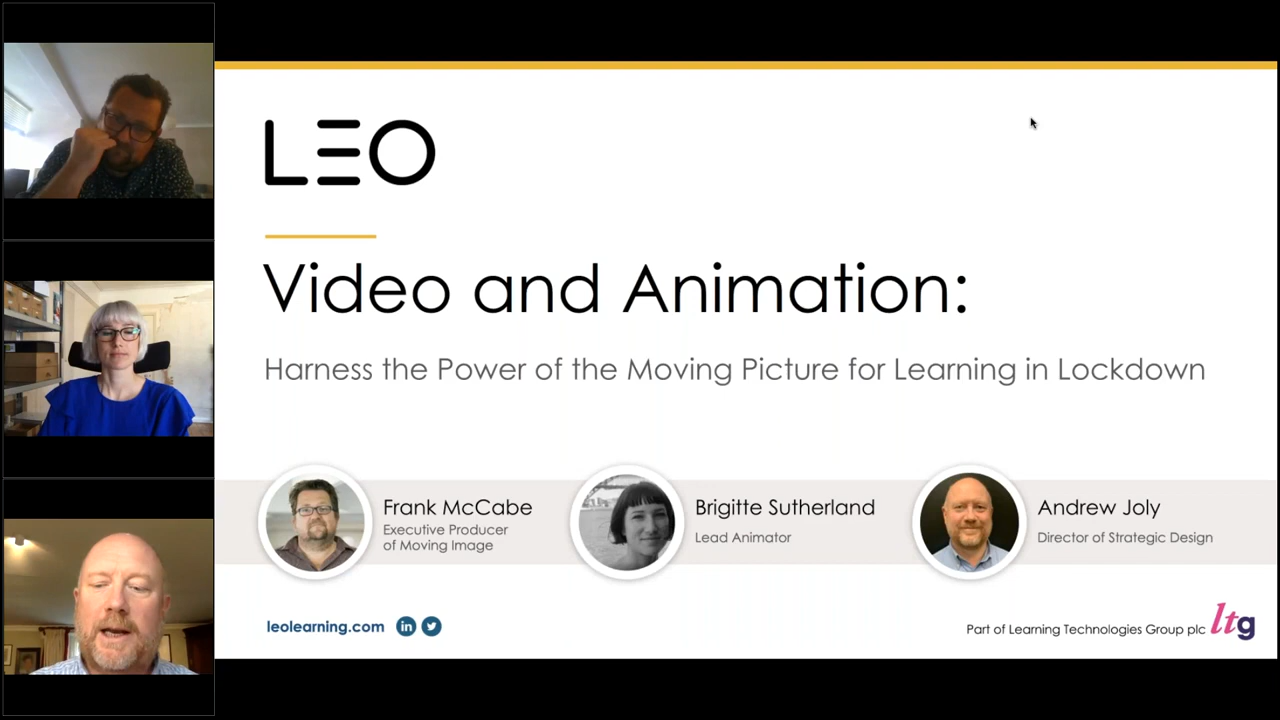 LEO
Video and Animation:
Harness the Power of the Moving Picture for Learning in Lockdown
Frank McCabe
Executive Producer
of Moving Image
Brigitte Sutherland
Lead Animator
Andrew Joly
Director of Strategic Design
leolearning.com in
Part of Learning Technologies Group plc ltg